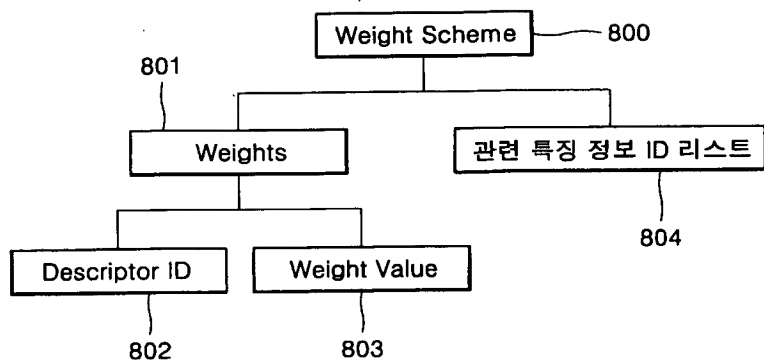 Weight Scheme
800
801
Weights
관련 특징 정보 ID 리스트
804
Descriptor ID
Weight Value
802
803